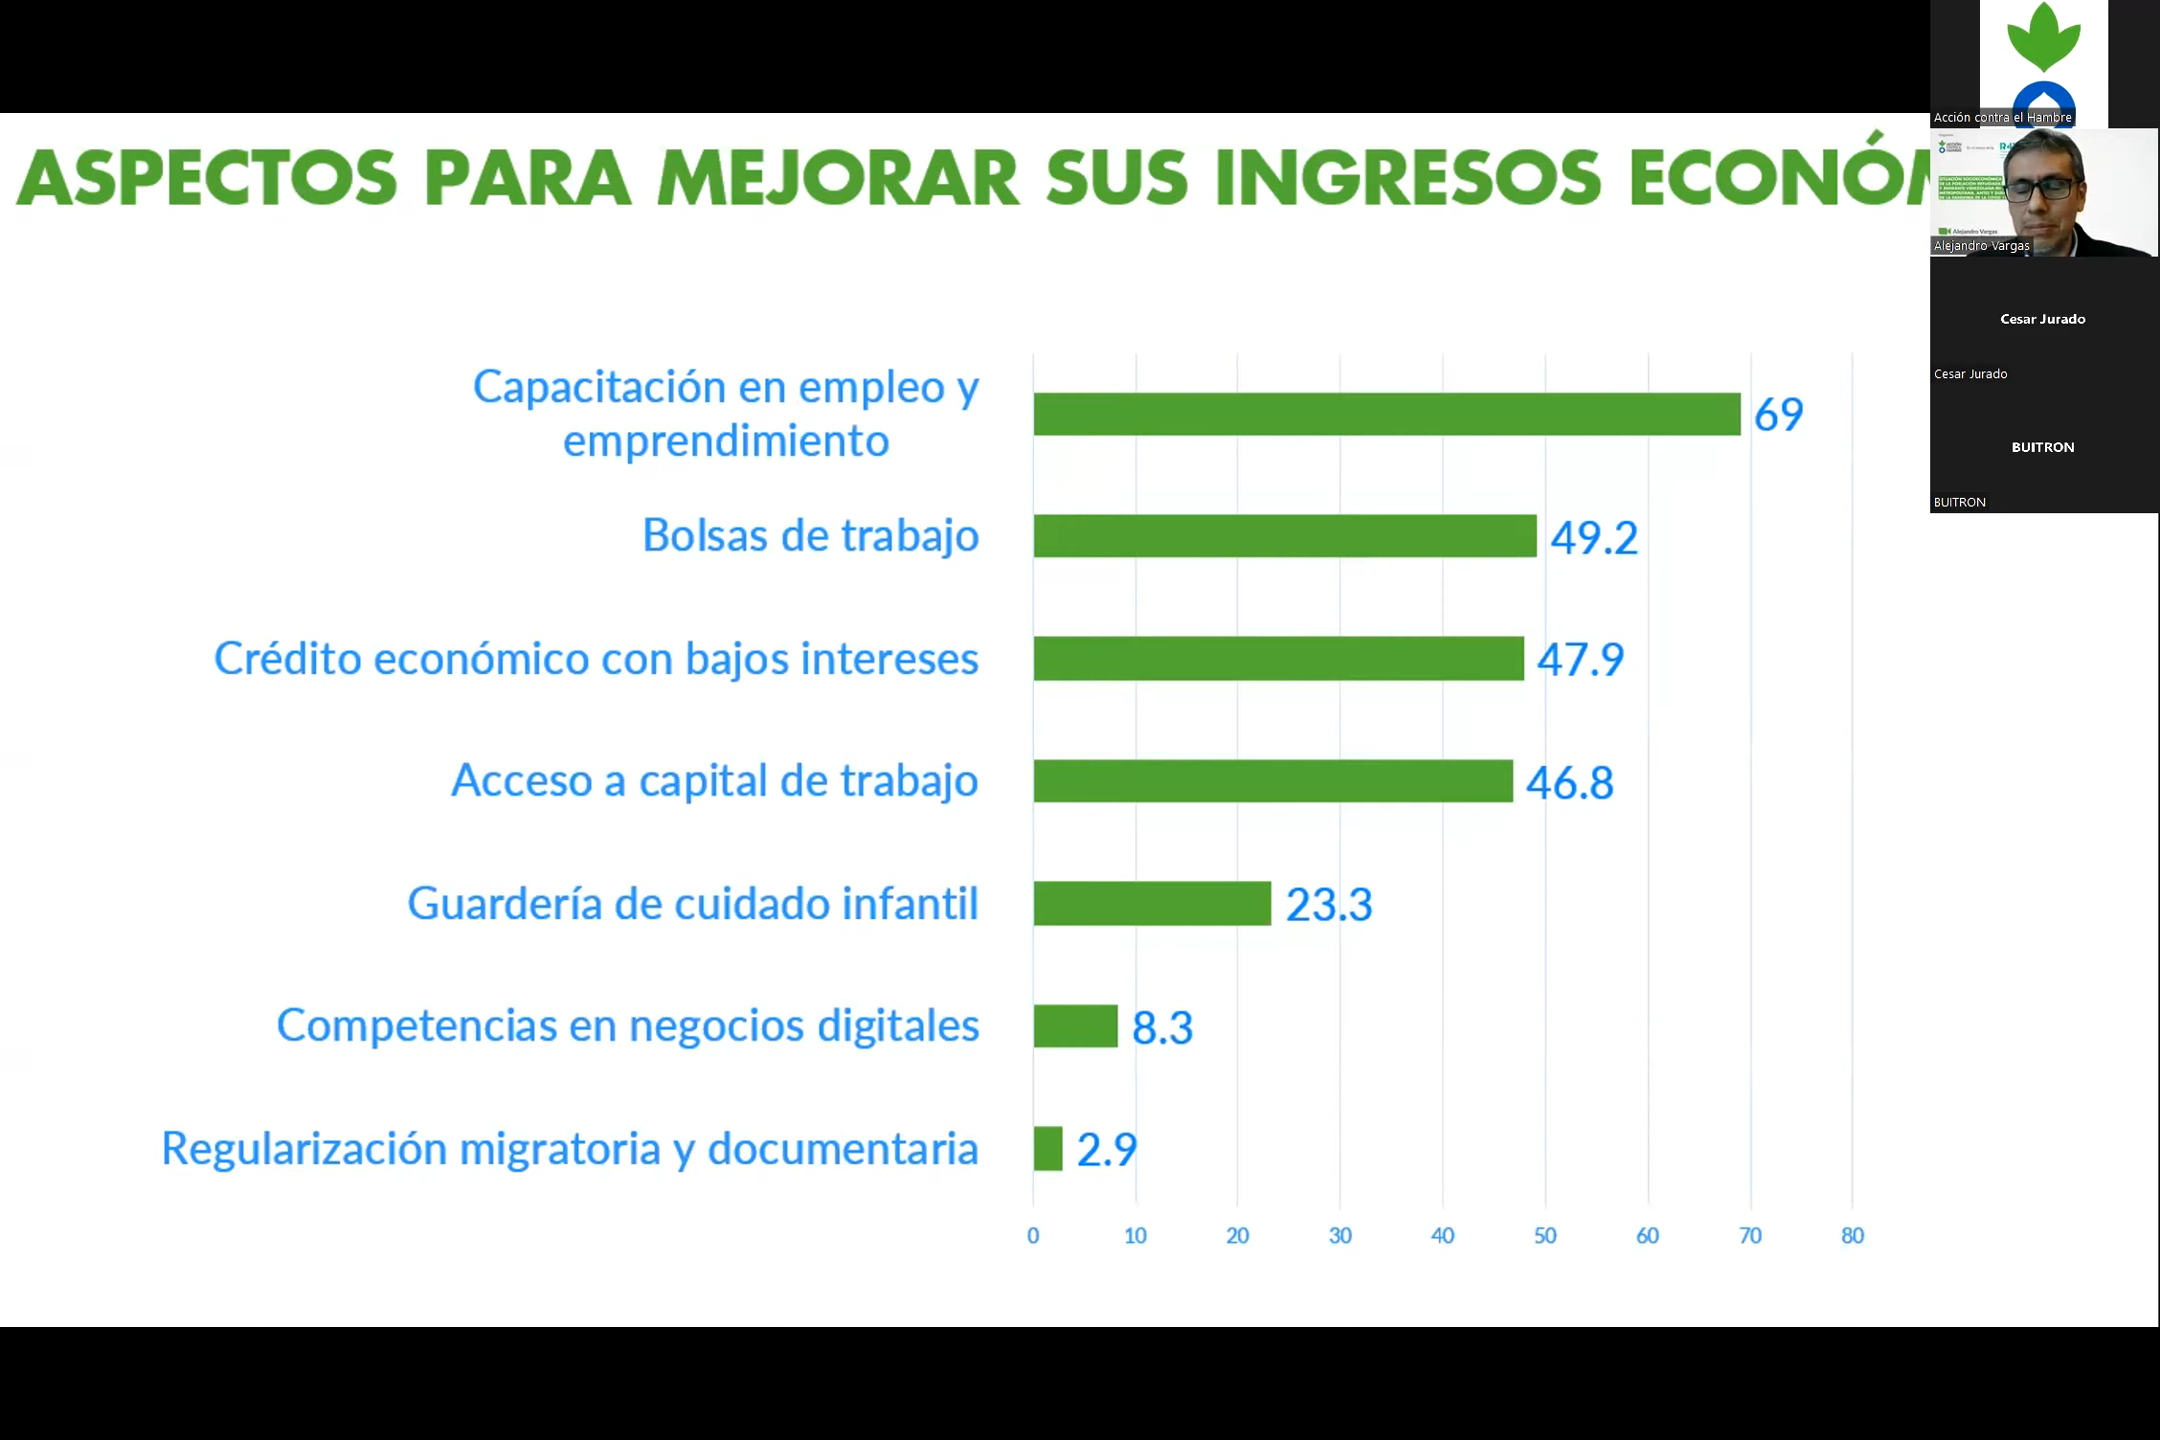 ASPECTOS PARA MEJORAR SUS INGRESOS ECONÓM
Capacitación en empleo y
emprendimiento
69
Bolsas de trabajo
49.2
Crédito económico con bajos intereses
47.9
Acceso a capital de trabajo
46.8
Guardería de cuidado infantil
23.3
Competencias en negocios digitales
8.3
Regularización migratoria y documentaria
2.9
0 10 20 30 40 50 60 70 80
Acción contra el Hambre
Alejandro Vargas
Alejandro Vargas
Cesar Jurado
Cesar Jurado
BUITRON
BUITRON